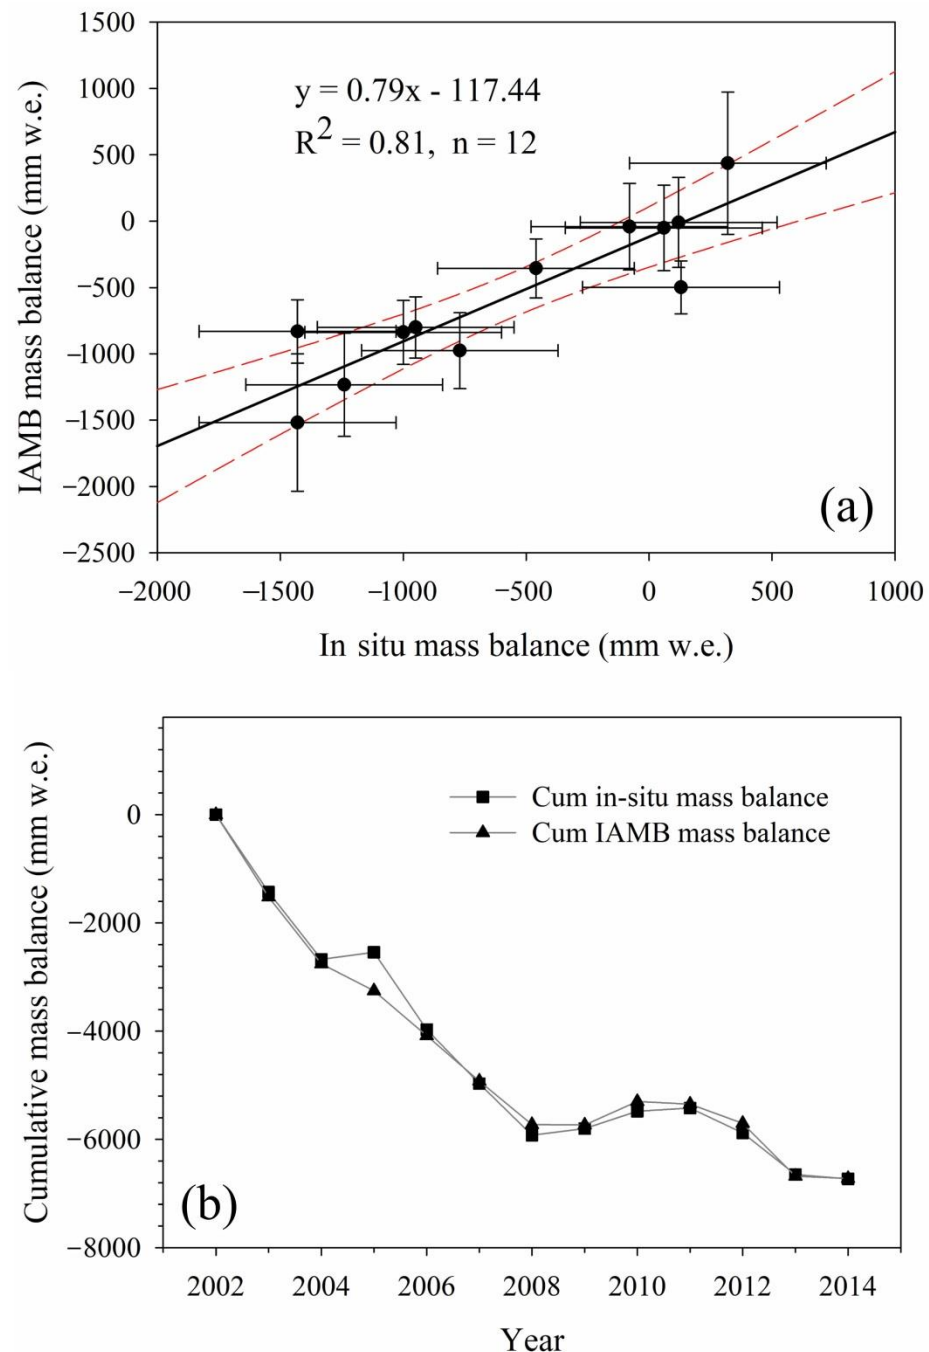 1500
1000
500
0
−500
−1000
−1500
−2000
−2500
IAMB mass balance (mm w.e.)
y = 0.79x - 117.44
R2 = 0.81, n = 12
(a)
−2000 −1500 −1000 −500 0 500 1000
In situ mass balance (mm w.e.)
0
−2000
−4000
−6000
−8000
Cumulative mass balance (mm w.e.)
Cum in-situ mass balance
Cum IAMB mass balance
(b)
2002 2004 2006 2008 2010 2012 2014
Year